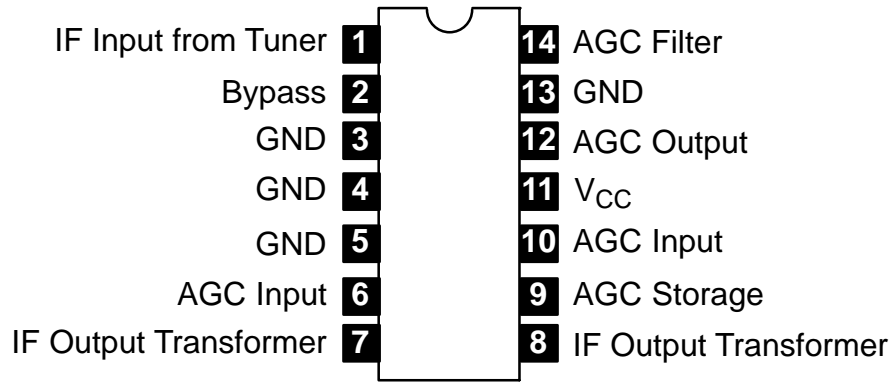 IF Input from Tuner 1 14 AGC Filter
Bypass 2 13 GND
GND 3 12 AGC Output
GND 4 11 VCC
GND 5 10 AGC Input
AGC Input 6 9 AGC Storage
IF Output Transformer 7 8 IF Output Transformer